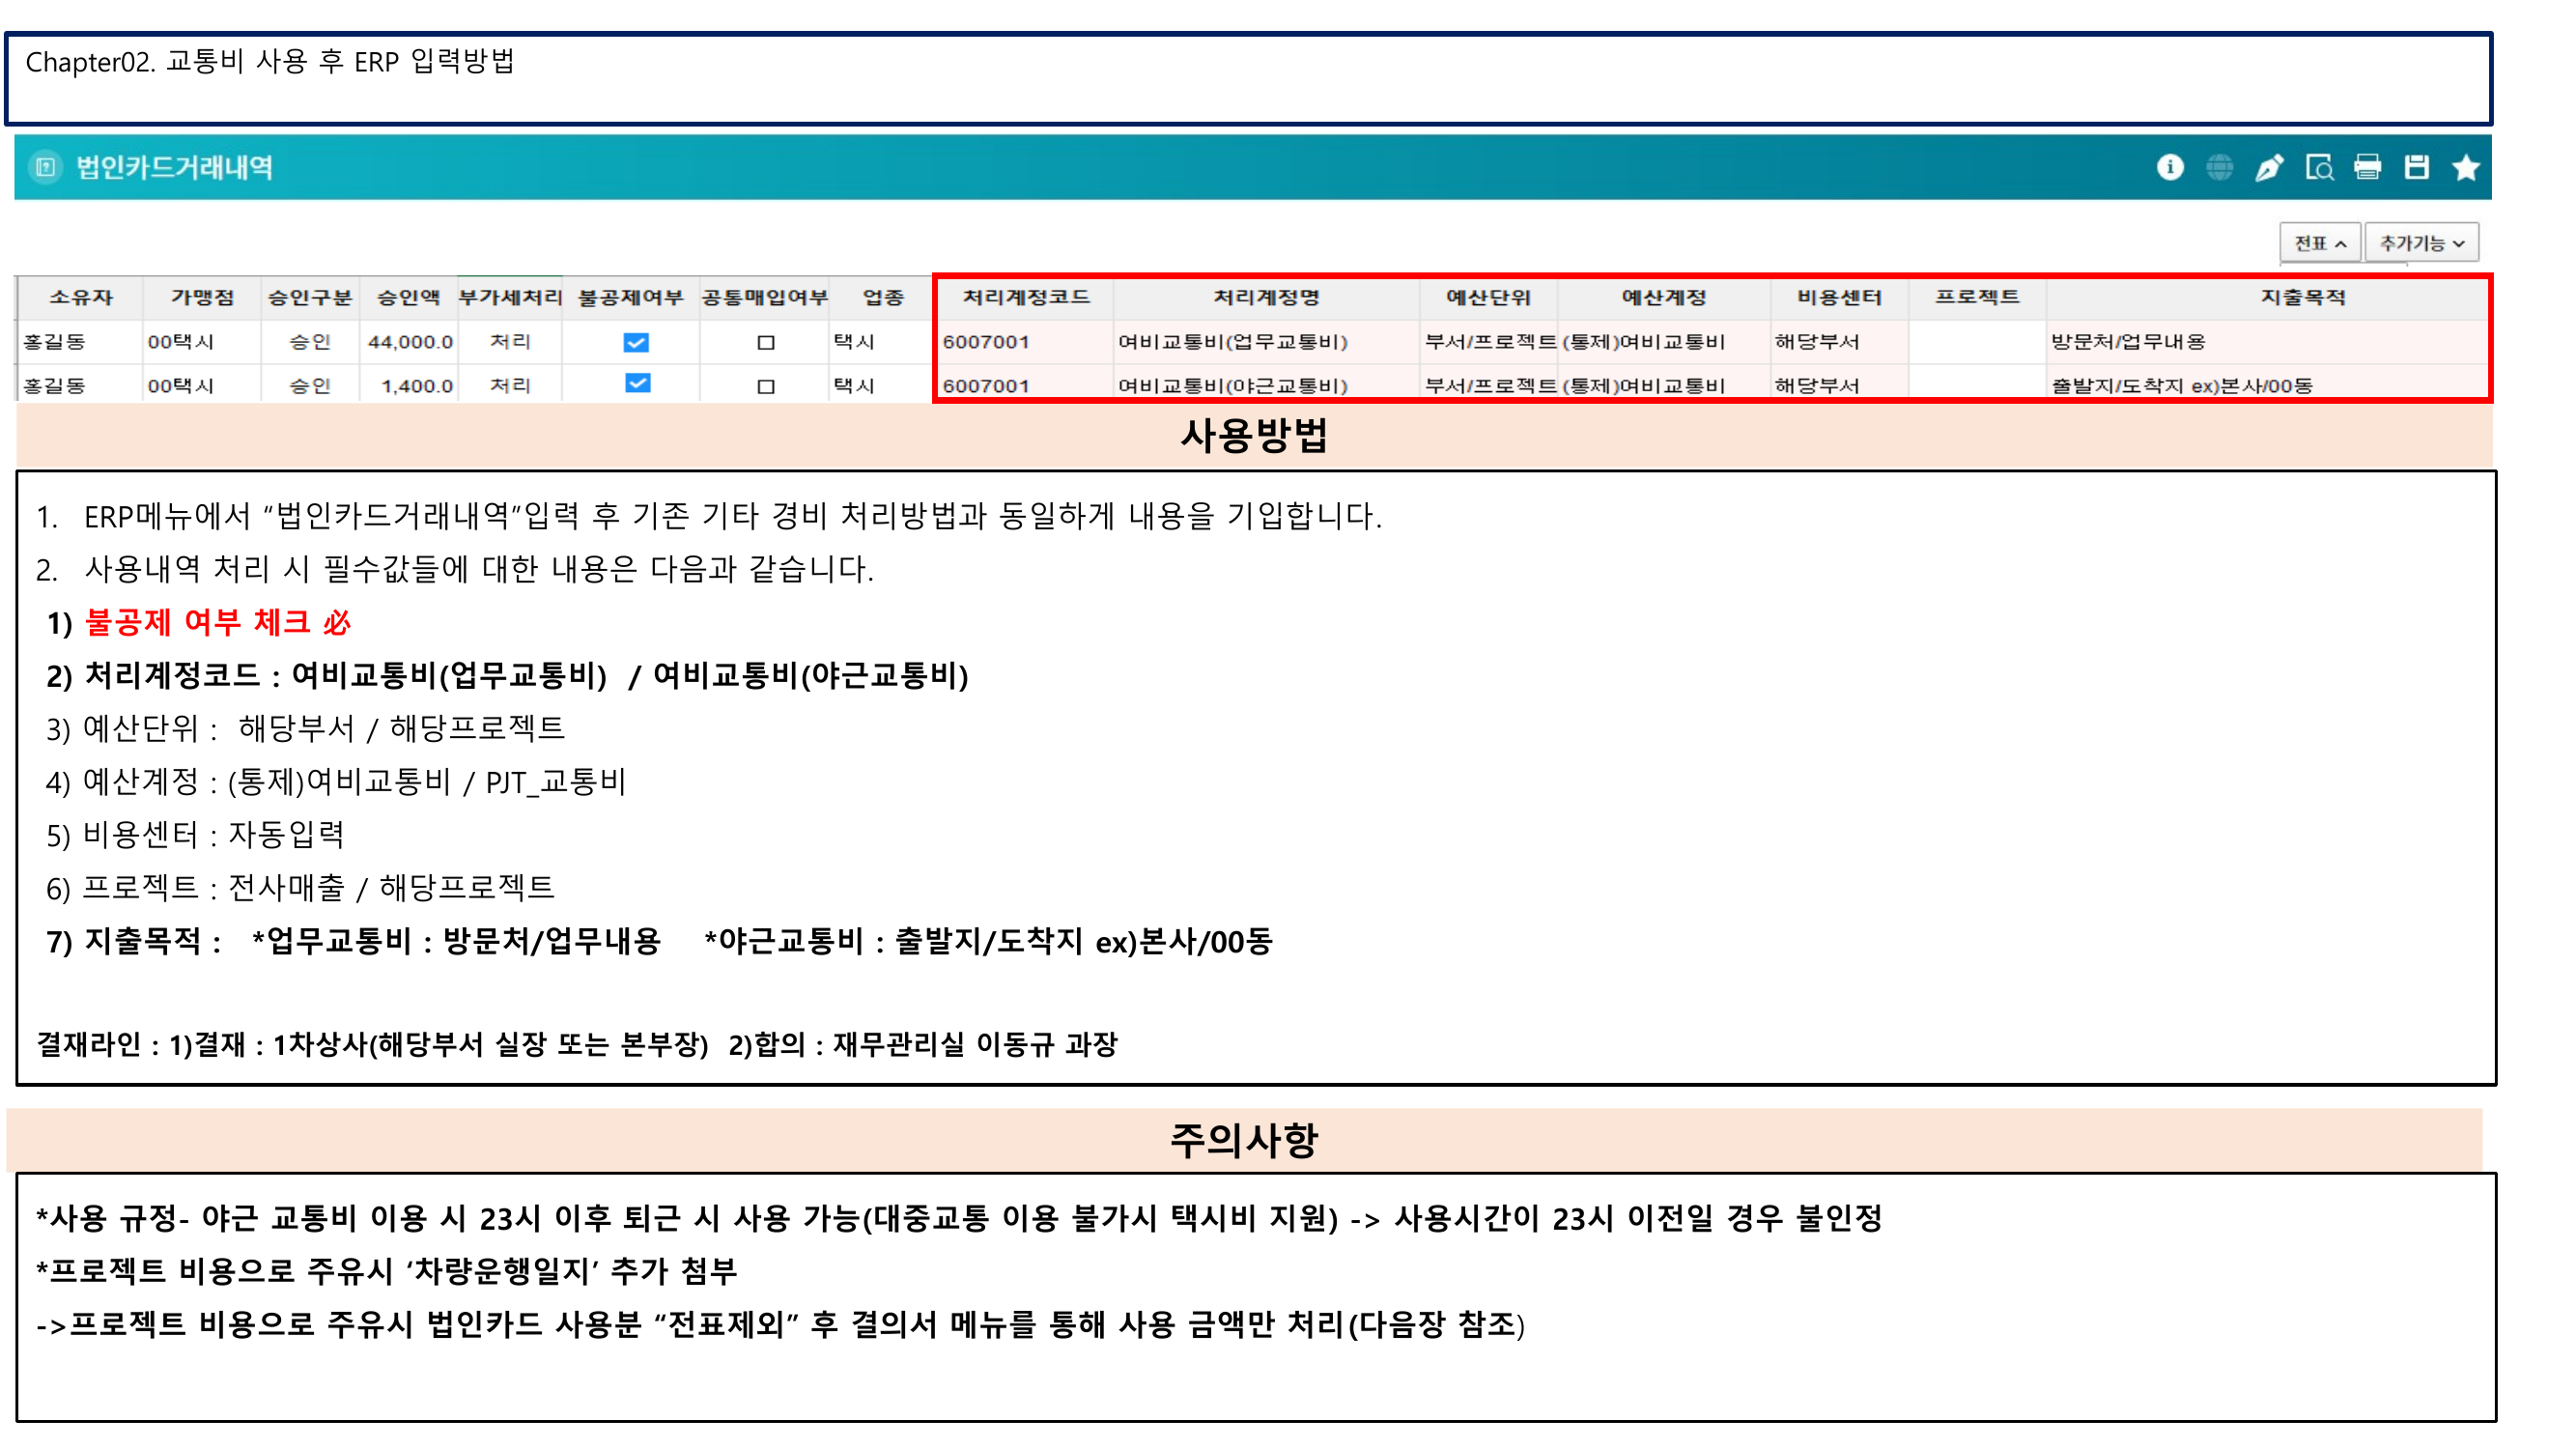 Chapter02. 교통비 사용 후 ERP 입력방법
법인카드거래내역
전표 추가기능
소유자 가맹점 승인구분 승인액 부가세처리 불공제여부 공통매입여부 업종 처리계정코드 처리계정명 예산단위 예산계정 비용센터 프로젝트 지출목적
홍길동 00택시 승인 44,000.0 처리 택시 6007001 여비교통비(업무교통비) 부서/프로젝트 (통제)여비교통비 해당부서 방문처/업무내용
홍길동 00택시 승인 1,400.0 처리 택시 6007001 여비교통비(야근교통비) 부서/프로젝트 (통제)여비교통비 해당부서 출발지/도착지 ex)본사/00동
사용방법
1. ERP메뉴에서 “법인카드거래내역”입력 후 기존 기타 경비 처리방법과 동일하게 내용을 기입합니다.
2. 사용내역 처리 시 필수값들에 대한 내용은 다음과 같습니다.
1) 불공제 여부 체크 必
2) 처리계정코드 : 여비교통비(업무교통비) / 여비교통비(야근교통비)
3) 예산단위 : 해당부서 / 해당프로젝트
4) 예산계정 : (통제)여비교통비 / PJT_교통비
5) 비용센터 : 자동입력
6) 프로젝트 : 전사매출 / 해당프로젝트
7) 지출목적 : *업무교통비 : 방문처/업무내용 *야근교통비 : 출발지/도착지 ex)본사/00동
결재라인 : 1)결재 : 1차상사(해당부서 실장 또는 본부장) 2)합의 : 재무관리실 이동규 과장
주의사항
*사용 규정- 야근 교통비 이용 시 23시 이후 퇴근 시 사용 가능(대중교통 이용 불가시 택시비 지원) -> 사용시간이 23시 이전일 경우 불인정
*프로젝트 비용으로 주유시 ‘차량운행일지’ 추가 첨부
->프로젝트 비용으로 주유시 법인카드 사용분 “전표제외” 후 결의서 메뉴를 통해 사용 금액만 처리(다음장 참조)